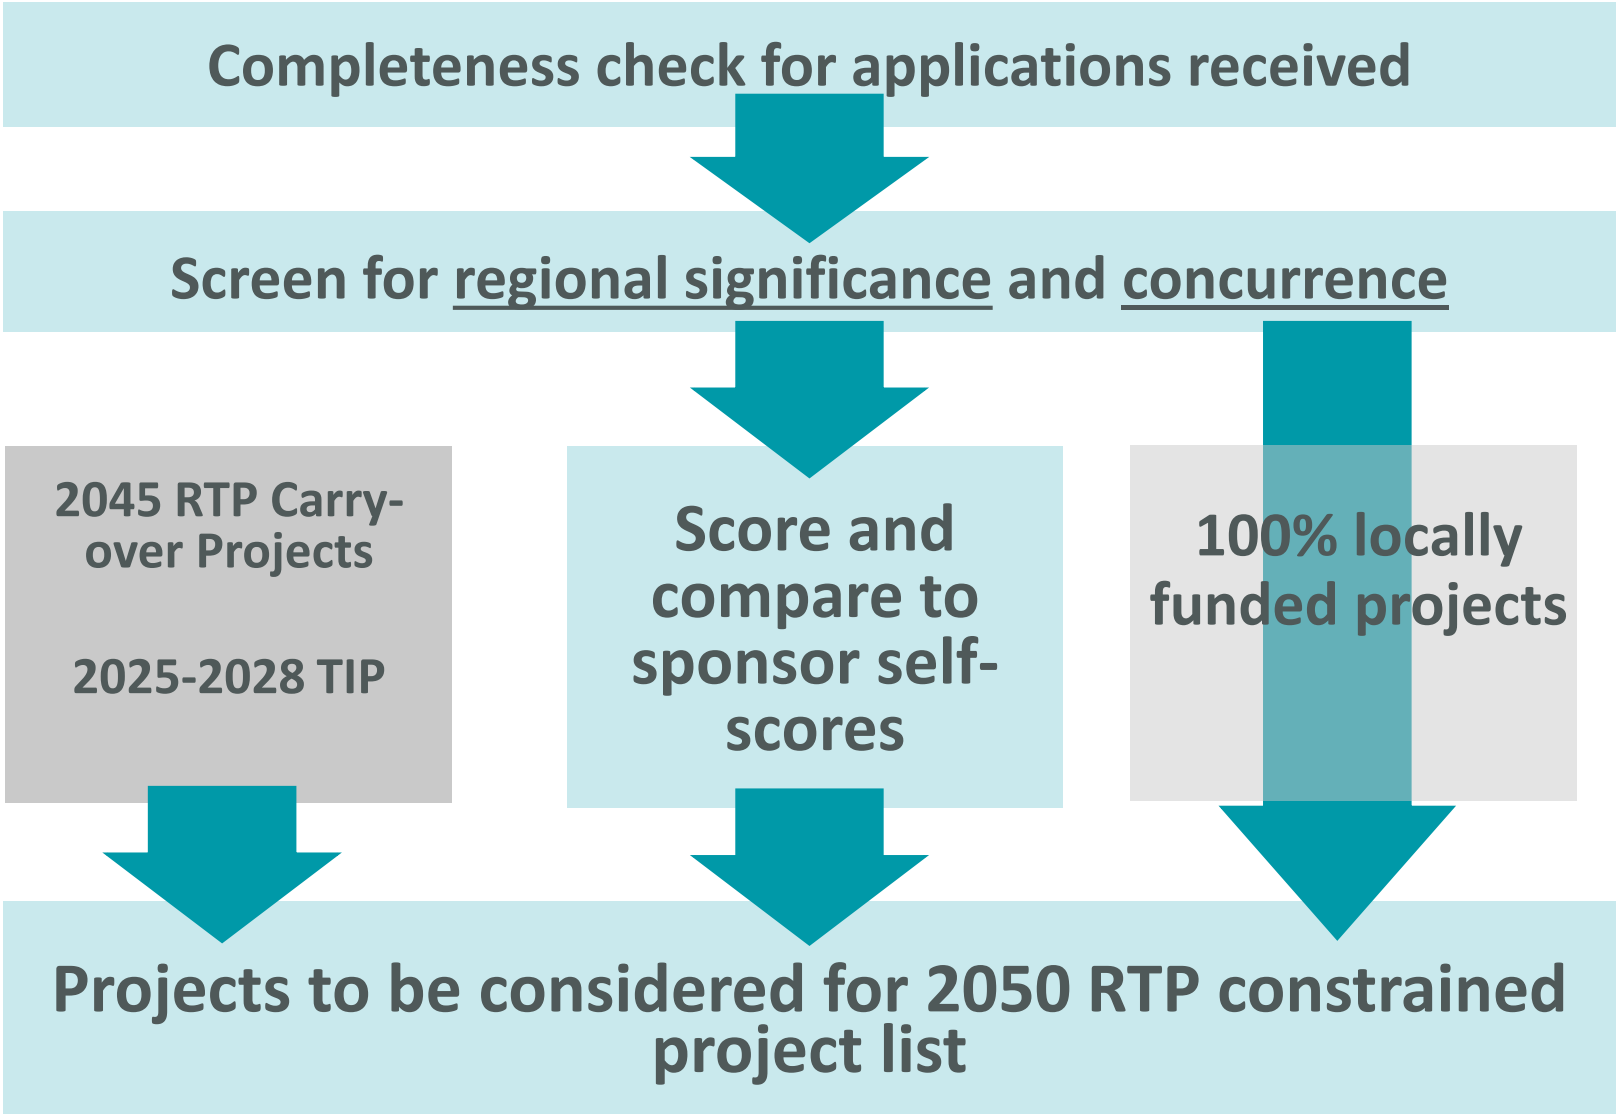 Completeness check for applications received
Screen for regional significance and concurrence
2045 RTP Carry-
over Projects
2025-2028 TIP
Score and
compare to
sponsor self-
scores
100% locally
funded projects
Projects to be considered for 2050 RTP constrained
project list